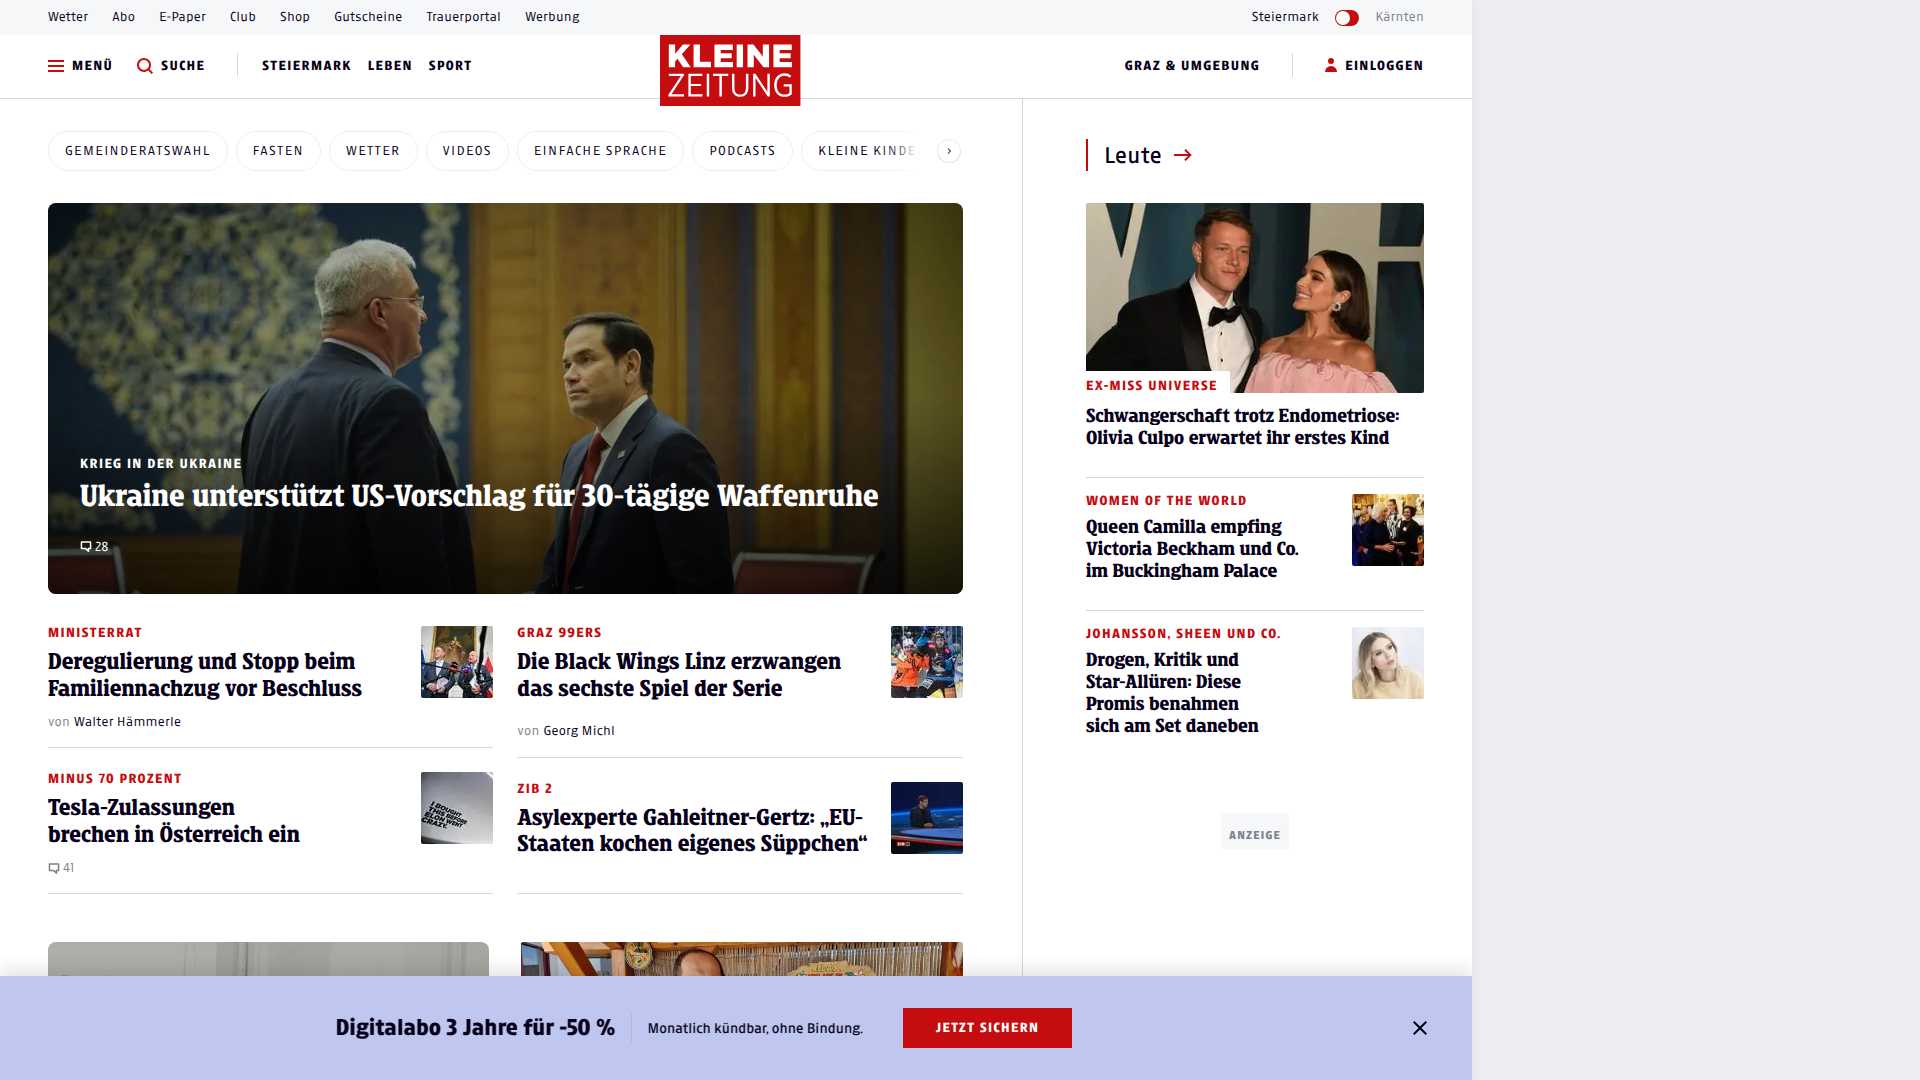 Wetter Abo E-Paper Club Shop Gutscheine Trauerportal Werbung Steiermark Kärnten
MENÜ SUCHE STEIERMARK LEBEN SPORT KLEINE ZEITUNG GRAZ & UMGEBUNG EINLOGGEN
GEMEINDERATSWAHL FASTEN WETTER VIDEOS EINFACHE SPRACHE PODCASTS KLEINE KINDE
KRIEG IN DER UKRAINE
Ukraine unterstützt US-Vorschlag für 30-tägige Waffenruhe
28
MINISTERRAT
Deregulierung und Stopp beim
Familiennachzug vor Beschluss
von Walter Hämmerle
MINUS 70 PROZENT
Tesla-Zulassungen
brechen in Österreich ein
I BOUGHT
THIS BEFORE
ELON WENT
CRAZY.
41
GRAZ 99ERS
Die Black Wings Linz erzwangen
das sechste Spiel der Serie
von Georg Michl
ZIB 2
Asylexperte Gahleitner-Gertz: „EU-
Staaten kochen eigenes Süppchen“
Leute
EX-MISS UNIVERSE
Schwangerschaft trotz Endometriose:
Olivia Culpo erwartet ihr erstes Kind
WOMEN OF THE WORLD
Queen Camilla empfing
Victoria Beckham und Co.
im Buckingham Palace
JOHANSSON, SHEEN UND CO.
Drogen, Kritik und
Star-Allüren: Diese
Promis benahmen
sich am Set daneben
ANZEIGE
Digitalabo 3 Jahre für -50 % Monatlich kündbar, ohne Bindung. JETZT SICHERN